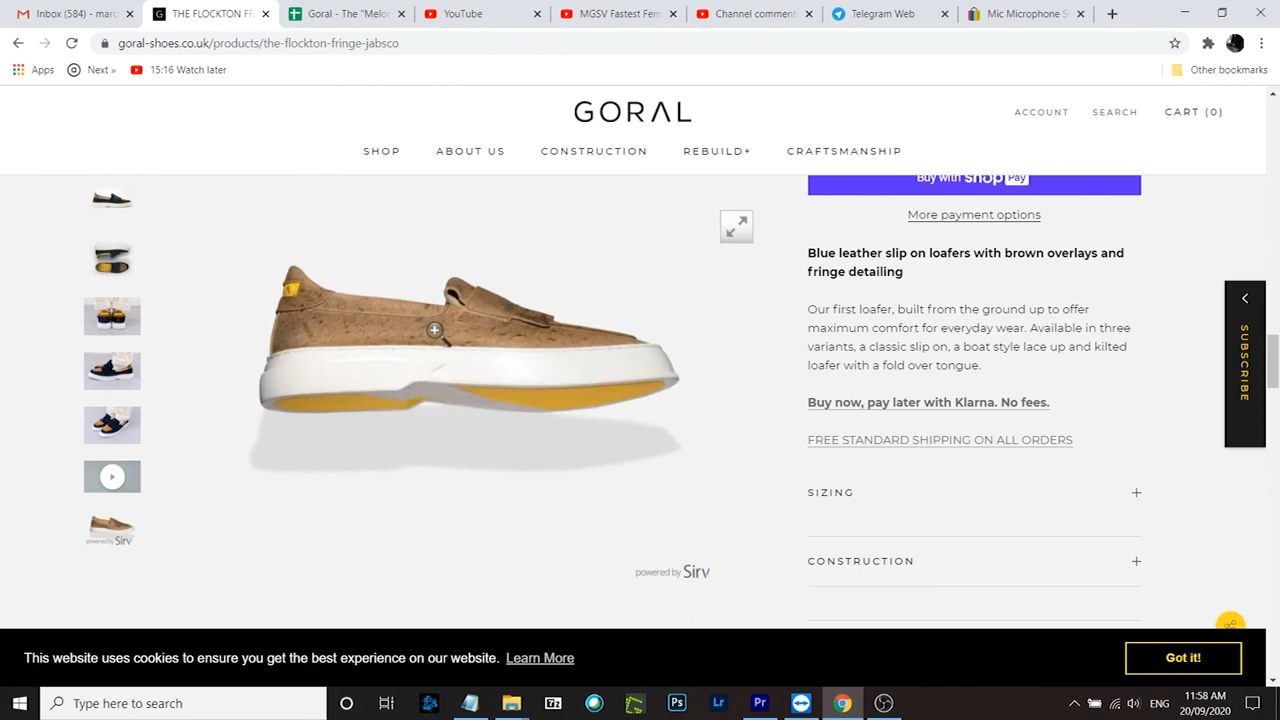 Inbox (584) - marc
THE FLOCKTON FR
Goral - The "Melon
YouTube
MGSV Fastest Fem
Channel comment
Telegram Web
Mic Microphone S
goral-shoes.co.uk/products/the-flockton-fringe-jabsco
Apps
Next »
15:16 Watch later
Other bookmarks
GORAL
ACCOUNT
SEARCH
CART (0)
SHOP
ABOUT US
CONSTRUCTION
REBUILD+
CRAFTSMANSHIP
Buy with shop Pay
More payment options
Blue leather slip on loafers with brown overlays and
fringe detailing
Our first loafer, built from the ground up to offer
maximum comfort for everyday wear. Available in three
variants, a classic slip on, a boat style lace up and kilted
loafer with a fold over tongue.
Buy now, pay later with Klarna. No fees.
FREE STANDARD SHIPPING ON ALL ORDERS
SUBSCRIBE
SIZING
CONSTRUCTION
powered by Sirv
powered by Sirv
This website uses cookies to ensure you get the best experience on our website. Learn More
Got it!
Type here to search
Ez
Ps
Lr
Pr
ENG
11:58 AM
20/09/2020